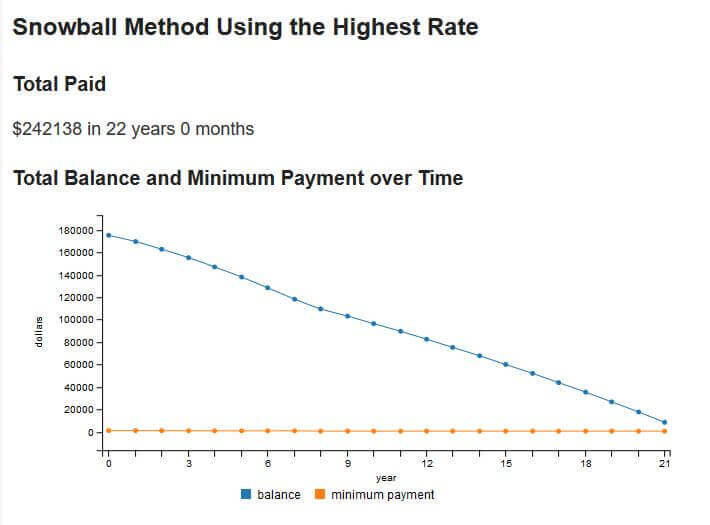 Snowball Method Using the Highest Rate
Total Paid
$242138 in 22 years 0 months
Total Balance and Minimum Payment over Time
180000
160000
140000
120000
100000
80000
60000
40000
20000
0
dollars
0 3 6 9 12 15 18 21
year
balance minimum payment